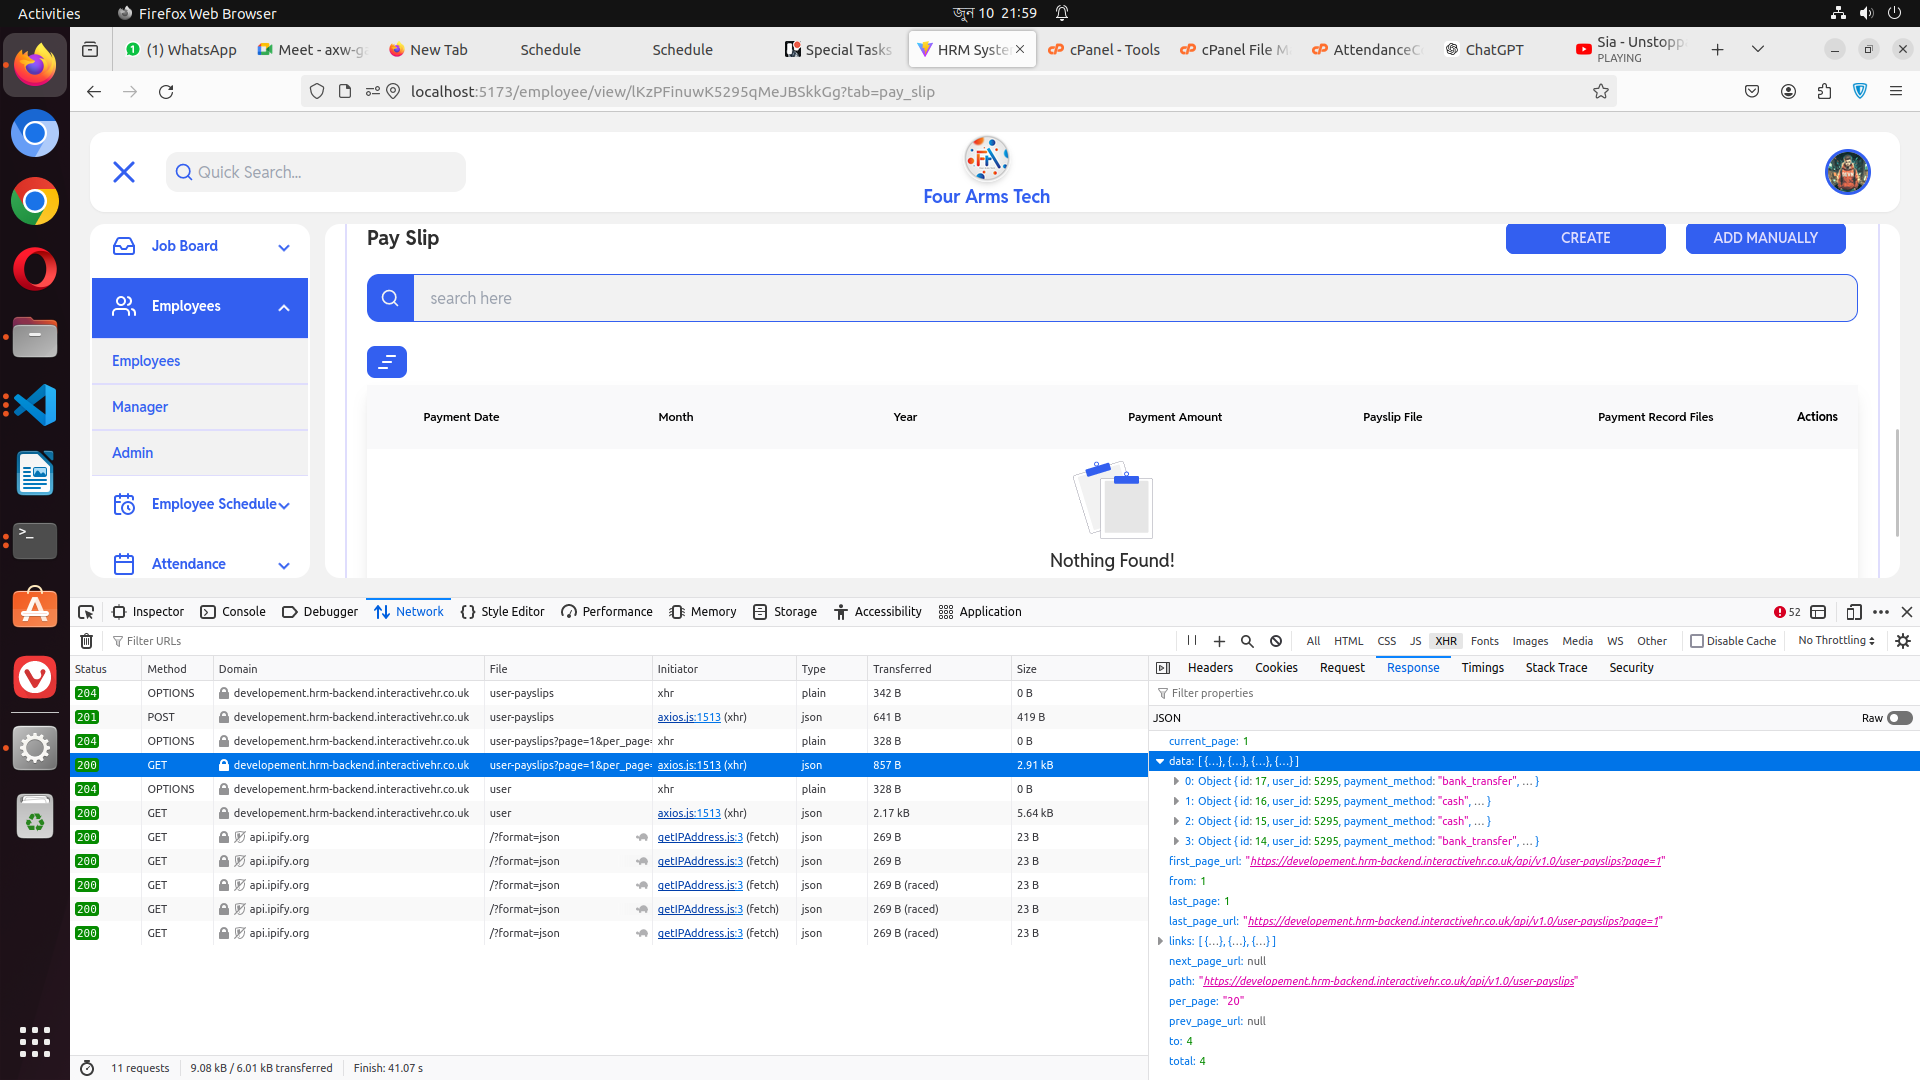 Activities
Firefox Web Browser
जून 10 21:59
(1) WhatsApp
Meet - axw-ga
New Tab
Schedule
Schedule
Special Tasks
HRM Syste
cPanel - Tools
cPanel File M
AttendanceCo
ChatGPT
Sia - Unstopp
PLAYING
localhost:5173/employee/view/lKzPFinuwK5295qMeJBSkkGg?tab=pay_slip
Quick Search...
Four Arms Tech
Job Board
Employees
Employees
Manager
Admin
Employee Schedule
Attendance
Pay Slip
CREATE
ADD MANUALLY
search here
Payment Date Month Year Payment Amount Payslip File Payment Record Files Actions
Nothing Found!
Inspector Console Debugger Network Style Editor Performance Memory Storage Accessibility Application
52
Filter URLs
All HTML CSS JS XHR Fonts Images Media WS Other Disable Cache No Throttling
Status Method Domain File Initiator Type Transferred Size
204 OPTIONS developement.hrm-backend.interactivehr.co.uk user-payslips xhr plain 342 B 0 B
201 POST developement.hrm-backend.interactivehr.co.uk user-payslips axios.js:1513 (xhr) json 641 B 419 B
204 OPTIONS developement.hrm-backend.interactivehr.co.uk user-payslips?page=1&per_page= xhr plain 328 B 0 B
200 GET developement.hrm-backend.interactivehr.co.uk user-payslips?page=1&per_page= axios.js:1513 (xhr) json 857 B 2.91 kB
204 OPTIONS developement.hrm-backend.interactivehr.co.uk user xhr plain 328 B 0 B
200 GET developement.hrm-backend.interactivehr.co.uk user axios.js:1513 (xhr) json 2.17 kB 5.64 kB
200 GET api.ipify.org /?format=json getIPAddress.js:3 (fetch) json 269 B 23 B
200 GET api.ipify.org /?format=json getIPAddress.js:3 (fetch) json 269 B 23 B
200 GET api.ipify.org /?format=json getIPAddress.js:3 (fetch) json 269 B (raced) 23 B
200 GET api.ipify.org /?format=json getIPAddress.js:3 (fetch) json 269 B (raced) 23 B
200 GET api.ipify.org /?format=json getIPAddress.js:3 (fetch) json 269 B (raced) 23 B
11 requests 9.08 kB / 6.01 kB transferred Finish: 41.07 s
Headers Cookies Request Response Timings Stack Trace Security
Filter properties
JSON Raw
current_page: 1
data: [ {…}, {…}, {…}, {…} ]
0: Object { id: 17, user_id: 5295, payment_method: "bank_transfer", … }
1: Object { id: 16, user_id: 5295, payment_method: "cash", … }
2: Object { id: 15, user_id: 5295, payment_method: "cash", … }
3: Object { id: 14, user_id: 5295, payment_method: "bank_transfer", … }
first_page_url: "https://developement.hrm-backend.interactivehr.co.uk/api/v1.0/user-payslips?page=1"
from: 1
last_page: 1
last_page_url: "https://developement.hrm-backend.interactivehr.co.uk/api/v1.0/user-payslips?page=1"
links: [ {…}, {…}, {…} ]
next_page_url: null
path: "https://developement.hrm-backend.interactivehr.co.uk/api/v1.0/user-payslips"
per_page: "20"
prev_page_url: null
to: 4
total: 4